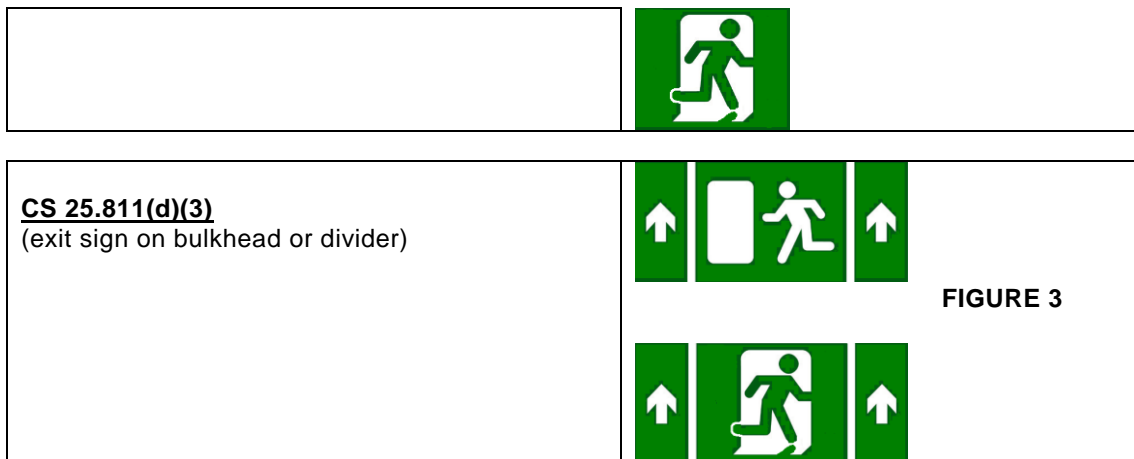 CS 25.811(d)(3)
(exit sign on bulkhead or divider)
FIGURE 3